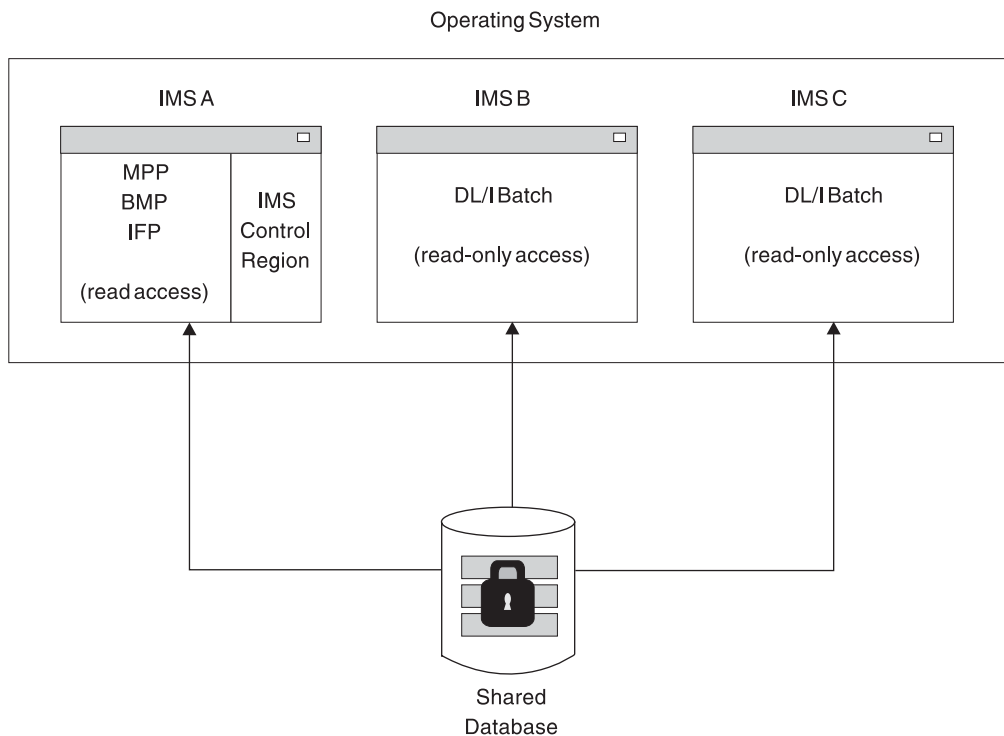 Operating System
IMS A
IMS B
IMS C
MPP
BMP
IFP
(read access)
IMS
Control
Region
DL/I Batch
(read-only access)
DL/I Batch
(read-only access)
Shared
Database